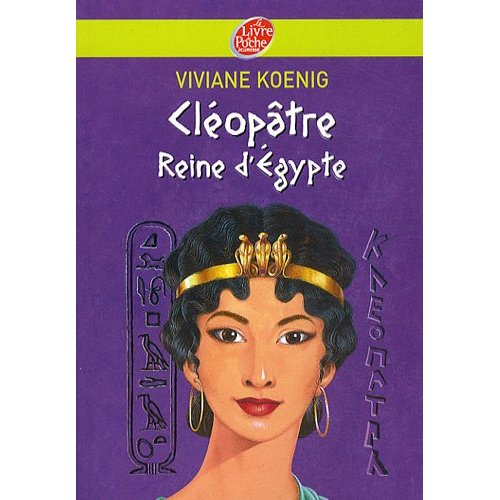 le
Livre
de
Poche
JEUNESSE
VIVIANE KOENIG
Cléopâtre
Reine d'Égypte
ΚΛΕΟΠΑΤΡΑ